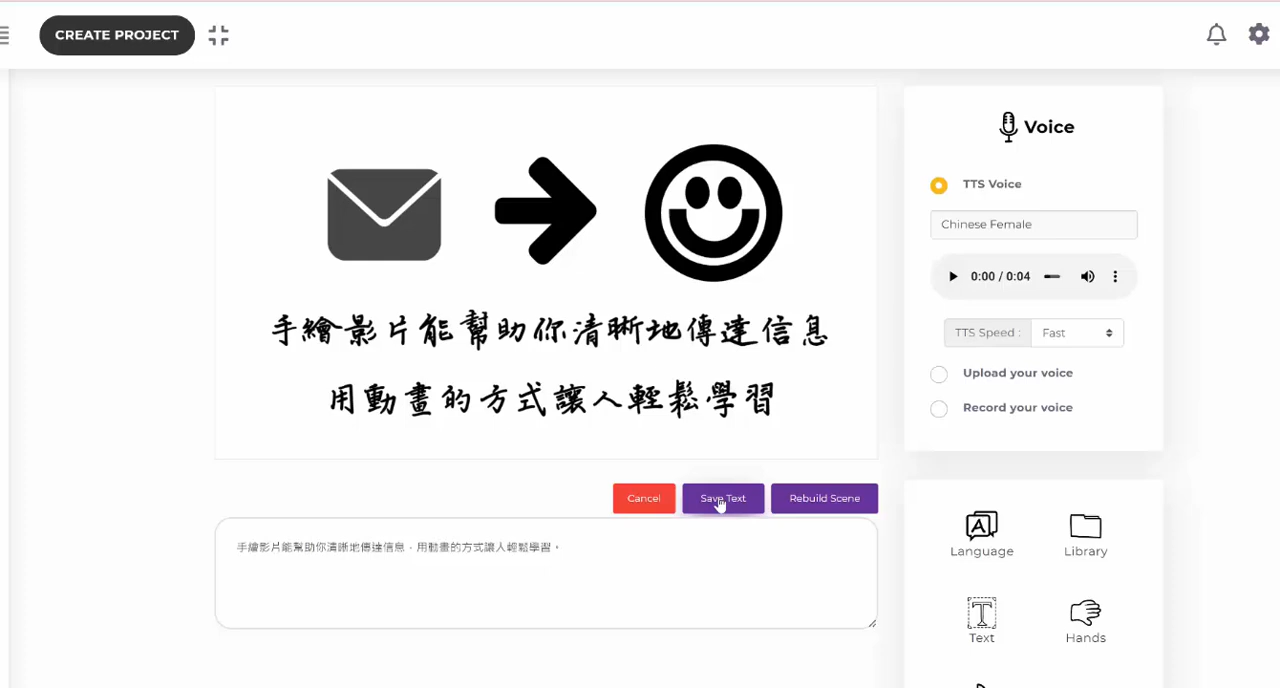 CREATE PROJECT
手繪影片能幫助你清晰地傳達信息
用動畫的方式讓人輕鬆學習
Cancel
Save Text
Rebuild Scene
手繪影片能幫助你清晰地傳達信息，用動畫的方式讓人輕鬆學習。
Voice
TTS Voice
Chinese Female
0:00 / 0:04
TTS Speed :
Fast
Upload your voice
Record your voice
Language
Library
Text
Hands